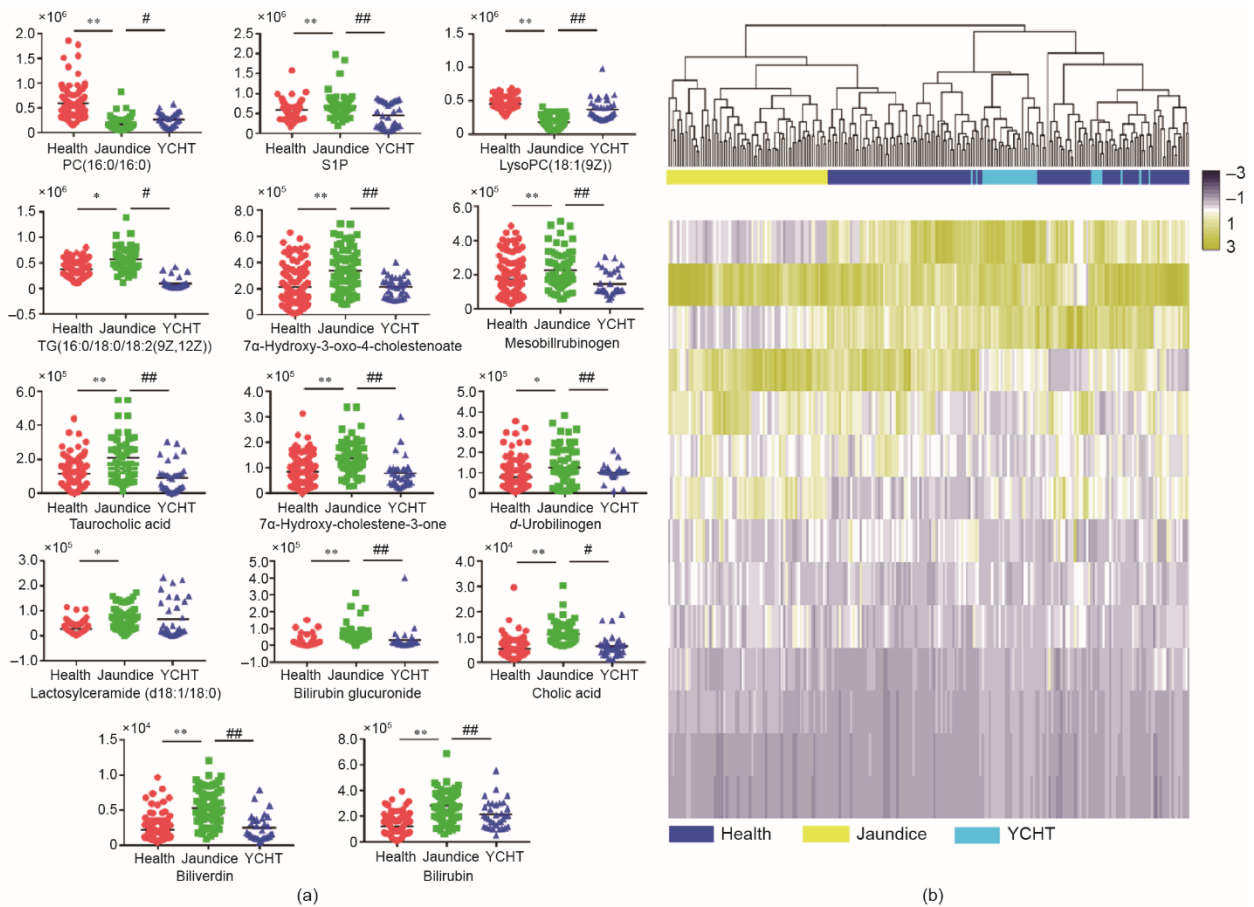 ×10⁶ ×10⁶ ×10⁶
** # ** ## ** ##
2.0 2.5 1.5
1.5 2.0 1.0
1.0 1.5 0.5
0.5 1.0 0
0 0.5
0
Health Jaundice YCHT Health Jaundice YCHT Health Jaundice YCHT
PC(16:0/16:0) S1P LysoPC(18:1(9Z))
×10⁶ ×10⁵ ×10⁵
* # ** ## ** ##
1.5 8.0 6.0
1.0 6.0 4.0
0.5 4.0 2.0
0 2.0 0
–0.5 0
Health Jaundice YCHT Health Jaundice YCHT Health Jaundice YCHT
TG(16:0/18:0/18:2(9Z,12Z)) 7α-Hydroxy-3-oxo-4-cholestenoate Mesobillrubinogen
×10⁵ ×10⁵ ×10⁵
** ## ** ## * ##
6.0 4.0 5.0
4.0 3.0 4.0
2.0 2.0 3.0
0 1.0 2.0
0 1.0
0
Health Jaundice YCHT Health Jaundice YCHT Health Jaundice YCHT
Taurocholic acid 7α-Hydroxy-cholestene-3-one d-Urobilinogen
×10⁵ ×10⁵ ×10⁴
* ** ## ** #
3.0 5.0 4.0
2.0 4.0 3.0
1.0 3.0 2.0
0 2.0 1.0
–1.0 1.0 0
0
–1.0
Health Jaundice YCHT Health Jaundice YCHT Health Jaundice YCHT
Lactosylceramide (d18:1/18:0) Bilirubin glucuronide Cholic acid
×10⁴ ×10⁵
** ## ** ##
1.5 8.0
1.0 6.0
0.5 4.0
0 2.0
0
Health Jaundice YCHT Health Jaundice YCHT
Biliverdin Bilirubin
(a)
–3
–1
1
3
Health Jaundice YCHT
(b)